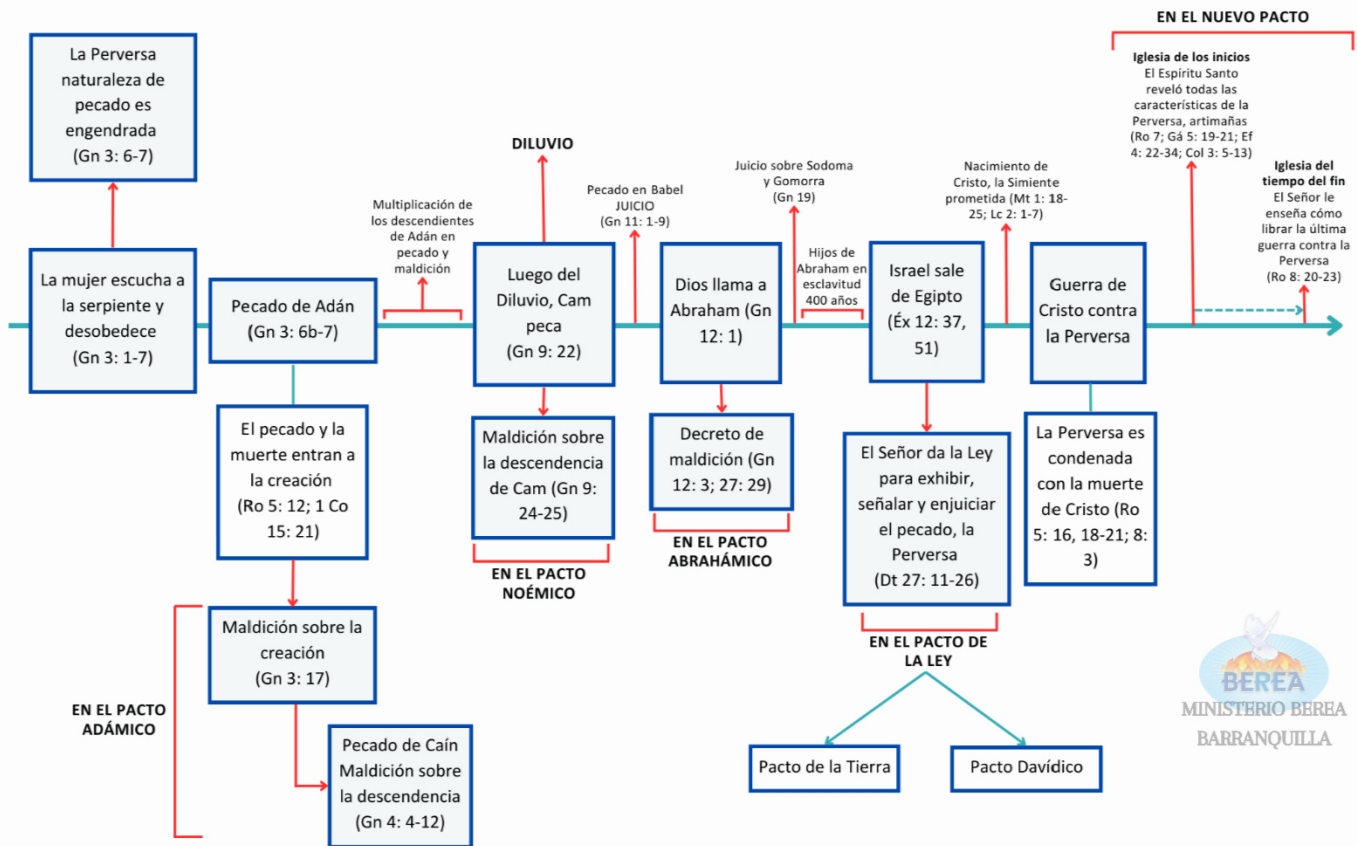 EN EL NUEVO PACTO
La Perversa
naturaleza de
pecado es
engendrada
(Gn 3: 6-7)
La mujer escucha a
la serpiente y
desobedece
(Gn 3: 1-7)
Pecado de Adán
(Gn 3: 6b-7)
El pecado y la
muerte entran a
la creación
(Ro 5: 12; 1 Co
15: 21)
EN EL PACTO
ADÁMICO
Maldición sobre la
creación
(Gn 3: 17)
Pecado de Caín
Maldición sobre
la descendencia
(Gn 4: 4-12)
Multiplicación de
los descendientes
de Adán en
pecado y
maldición
DILUVIO
Luego del
Diluvio, Cam
peca
(Gn 9: 22)
Maldición sobre
la descendencia
de Cam (Gn 9:
24-25)
EN EL PACTO
NOÉMICO
Pecado en Babel
JUICIO
(Gn 11: 1-9)
Dios llama a
Abraham (Gn
12: 1)
Decreto de
maldición (Gn
12: 3; 27: 29)
EN EL PACTO
ABRAHÁMICO
Juicio sobre Sodoma
y Gomorra
(Gn 19)
Hijos de
Abraham en
esclavitud
400 años
Israel sale
de Egipto
(Éx 12: 37,
51)
El Señor da la Ley
para exhibir,
señalar y enjuiciar
el pecado, la
Perversa
(Dt 27: 11-26)
EN EL PACTO DE
LA LEY
Pacto de la Tierra
Pacto Davídico
Nacimiento de
Cristo, la Simiente
prometida (Mt 1: 18-
25; Lc 2: 1-7)
Guerra de
Cristo contra
la Perversa
La Perversa es
condenada
con la muerte
de Cristo (Ro
5: 16, 18-21; 8:
3)
Iglesia de los inicios
El Espíritu Santo
reveló todas las
características de la
Perversa, artimañas
(Ro 7; Gá 5: 19-21; Ef
4: 22-34; Col 3: 5-13)
Iglesia del
tiempo del fin
El Señor le
enseña cómo
librar la última
guerra contra la
Perversa
(Ro 8: 20-23)
BEREA
MINISTERIO BEREA
BARRANQUILLA